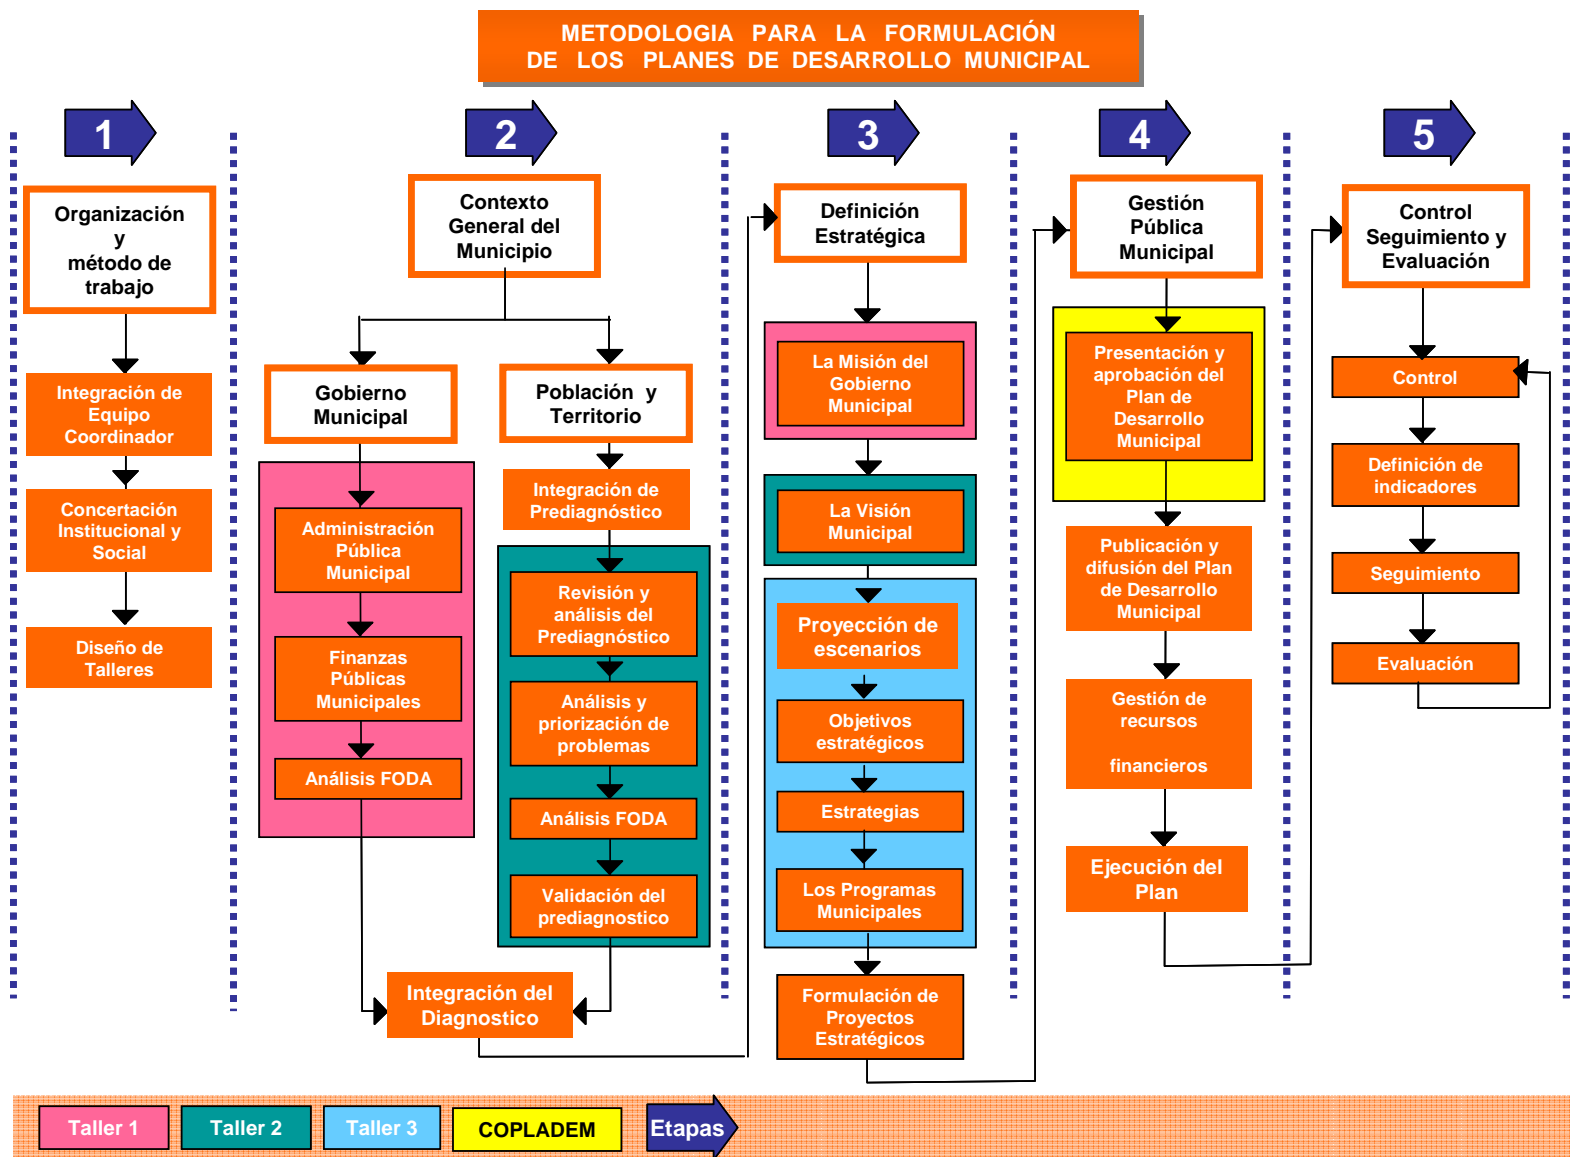 METODOLOGIA PARA LA FORMULACIÓN
DE LOS PLANES DE DESARROLLO MUNICIPAL
1
Organización
y
método de
trabajo
Integración de
Equipo
Coordinador
Concertación
Institucional y
Social
Diseño de
Talleres
2
Contexto
General del
Municipio
Gobierno
Municipal
Administración
Pública
Municipal
Finanzas
Públicas
Municipales
Análisis FODA
Población y
Territorio
Integración de
Prediagnóstico
Revisión y
análisis del
Prediagnóstico
Análisis y
priorización de
problemas
Análisis FODA
Validación del
prediagnostico
Integración del
Diagnostico
3
Definición
Estratégica
La Misión del
Gobierno
Municipal
La Visión
Municipal
Proyección de
escenarios
Objetivos
estratégicos
Estrategias
Los Programas
Municipales
Formulación de
Proyectos
Estratégicos
4
Gestión
Pública
Municipal
Presentación y
aprobación del
Plan de
Desarrollo
Municipal
Publicación y
difusión del Plan
de Desarrollo
Municipal
Gestión de
recursos
financieros
Ejecución del
Plan
5
Control
Seguimiento y
Evaluación
Control
Definición de
indicadores
Seguimiento
Evaluación
Taller 1
Taller 2
Taller 3
COPLADEM
Etapas